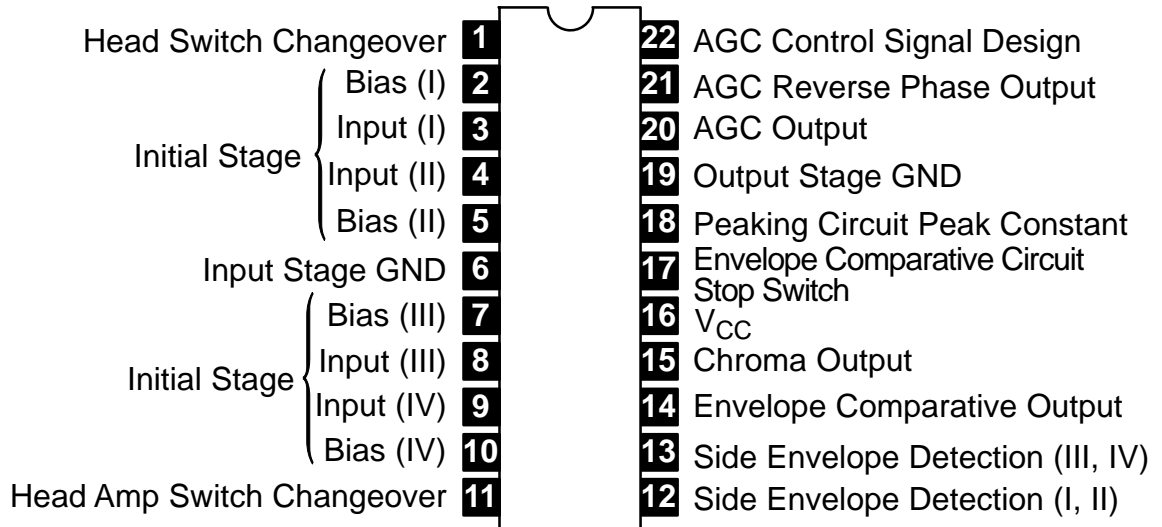 Head Switch Changeover 1 22 AGC Control Signal Design
Bias (I) 2 21 AGC Reverse Phase Output
Input (I) 3 20 AGC Output
Initial Stage
Input (II) 4 19 Output Stage GND
Bias (II) 5 18 Peaking Circuit Peak Constant
Input Stage GND 6 17 Envelope Comparative Circuit
Stop Switch
Bias (III) 7 16 VCC
Input (III) 8 15 Chroma Output
Initial Stage
Input (IV) 9 14 Envelope Comparative Output
Bias (IV) 10 13 Side Envelope Detection (III, IV)
Head Amp Switch Changeover 11 12 Side Envelope Detection (I, II)